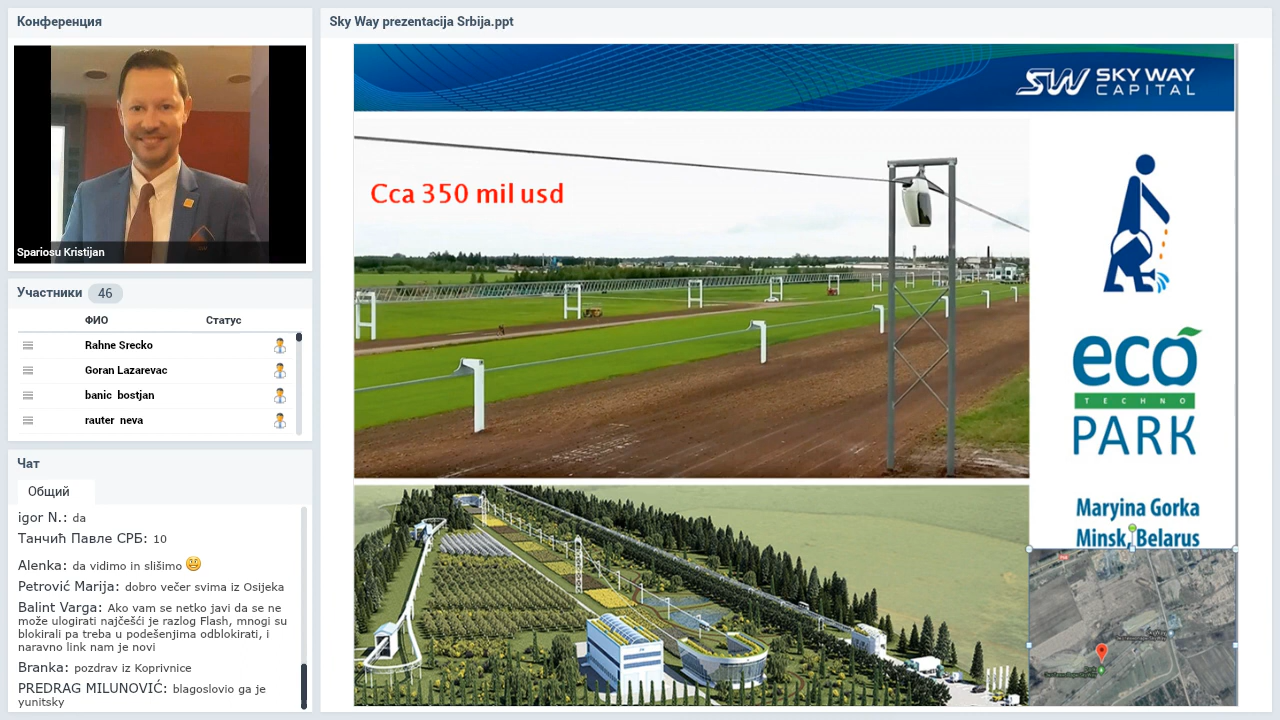 Конференция
Spariosu Kristijan
Участники 46
ФИО Статус
Rahne Srecko
Goran Lazarevac
banic bostjan
rauter neva
Чат
Общий
igor N.: da
Танчић Павле СРБ: 10
Alenka: da vidimo in slišimo
Petrović Marija: dobro večer svima iz Osijeka
Balint Varga: Ako vam se netko javi da se ne
može ulogirati najčešći je razlog Flash, mnogi su
blokirali pa treba u podešenjima odblokirati, i
naravno link nam je novi
Branka: pozdrav iz Koprivnice
PREDRAG MILUNOVIĆ: blagoslovio ga je
yunitsky
Sky Way prezentacija Srbija.ppt
SW SKY WAY
CAPITAL
Cca 350 mil usd
eco
TECHNO
PARK
Maryina Gorka
Minsk, Belarus